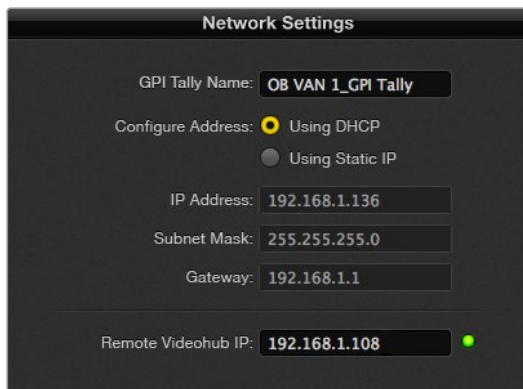 Network Settings
GPI Tally Name: OB VAN 1_GPI Tally
Configure Address: Using DHCP
Using Static IP
IP Address: 192.168.1.136
Subnet Mask: 255.255.255.0
Gateway: 192.168.1.1
Remote Videohub IP: 192.168.1.108